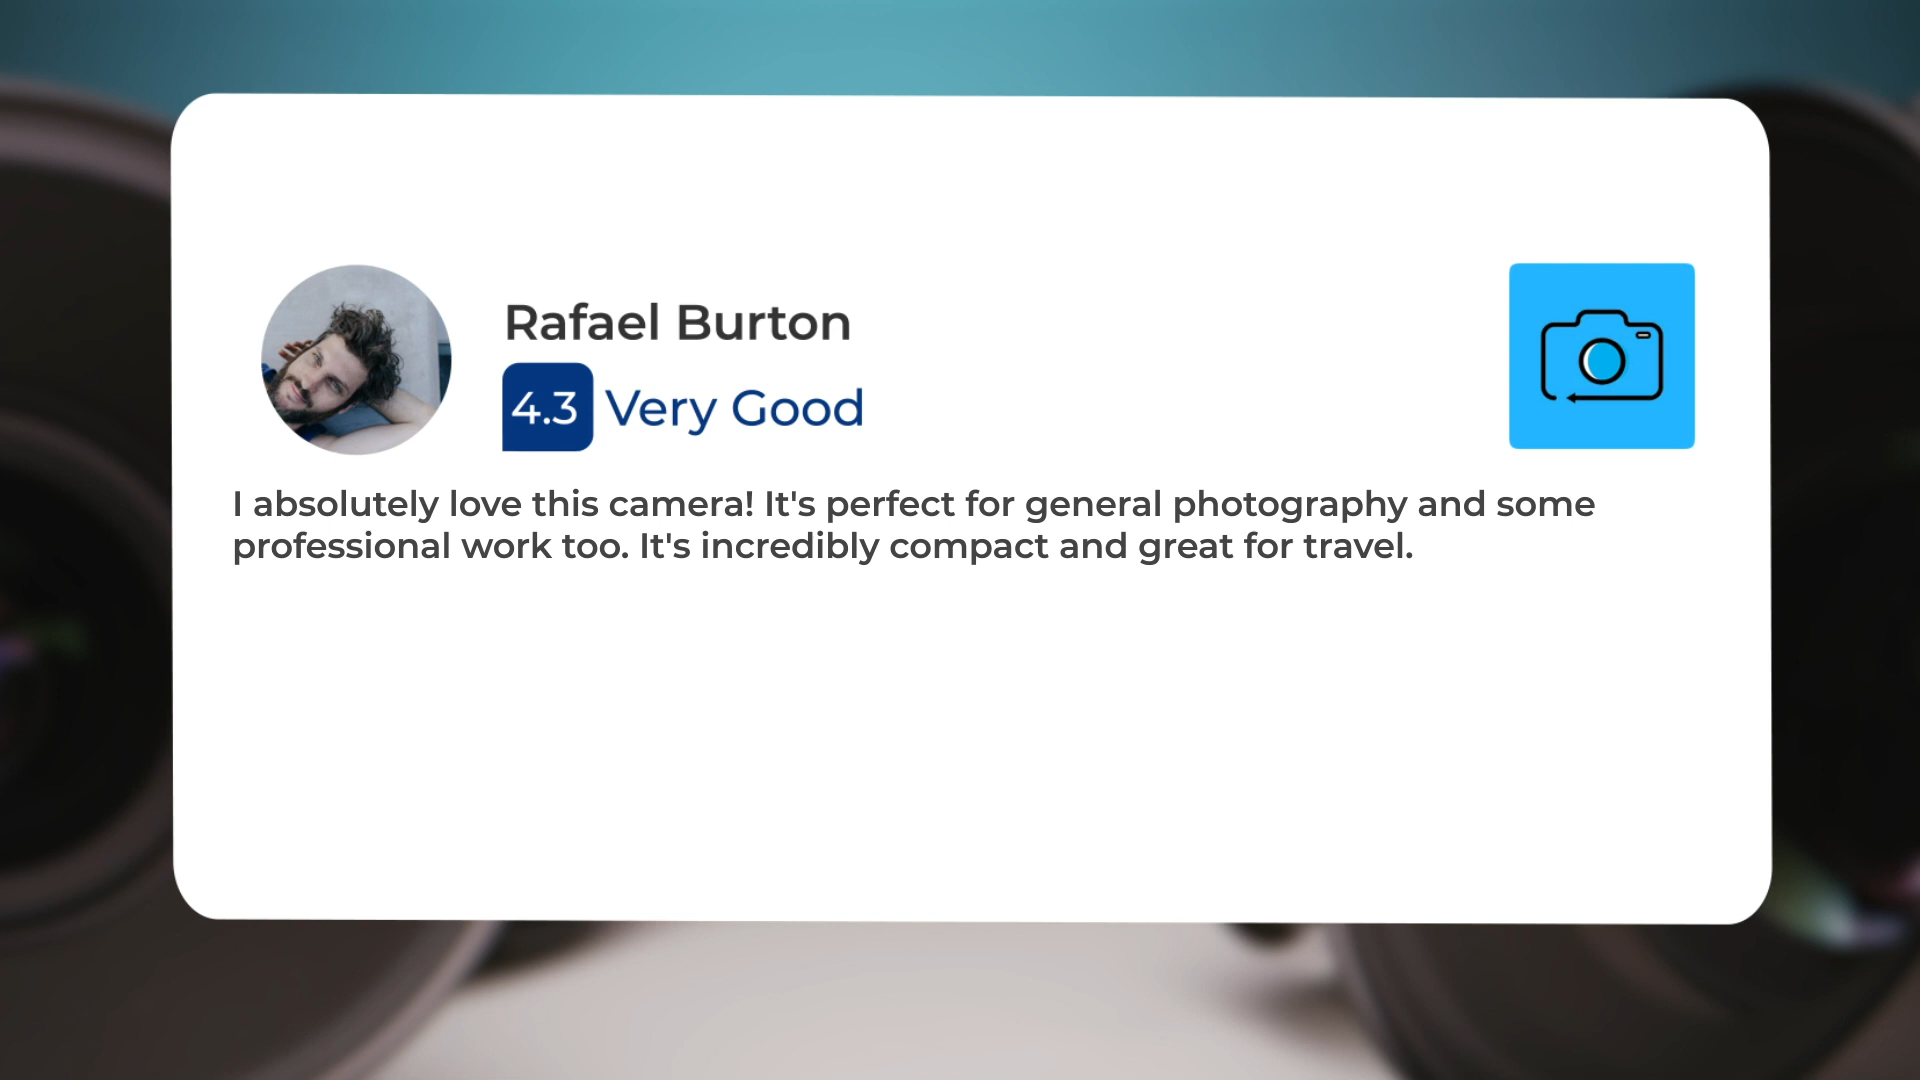 Rafael Burton
4.3 Very Good
I absolutely love this camera! It's perfect for general photography and some
professional work too. It's incredibly compact and great for travel.